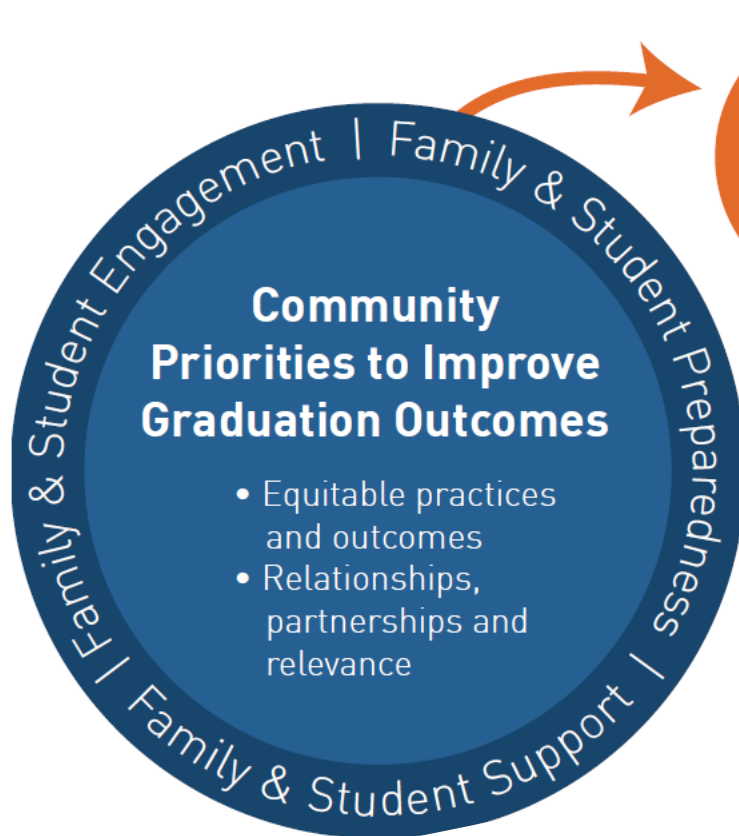 Family & Student Engagement | Family & Student Preparedness | Family & Student Support |
Community
Priorities to Improve
Graduation Outcomes
• Equitable practices
and outcomes
• Relationships,
partnerships and
relevance